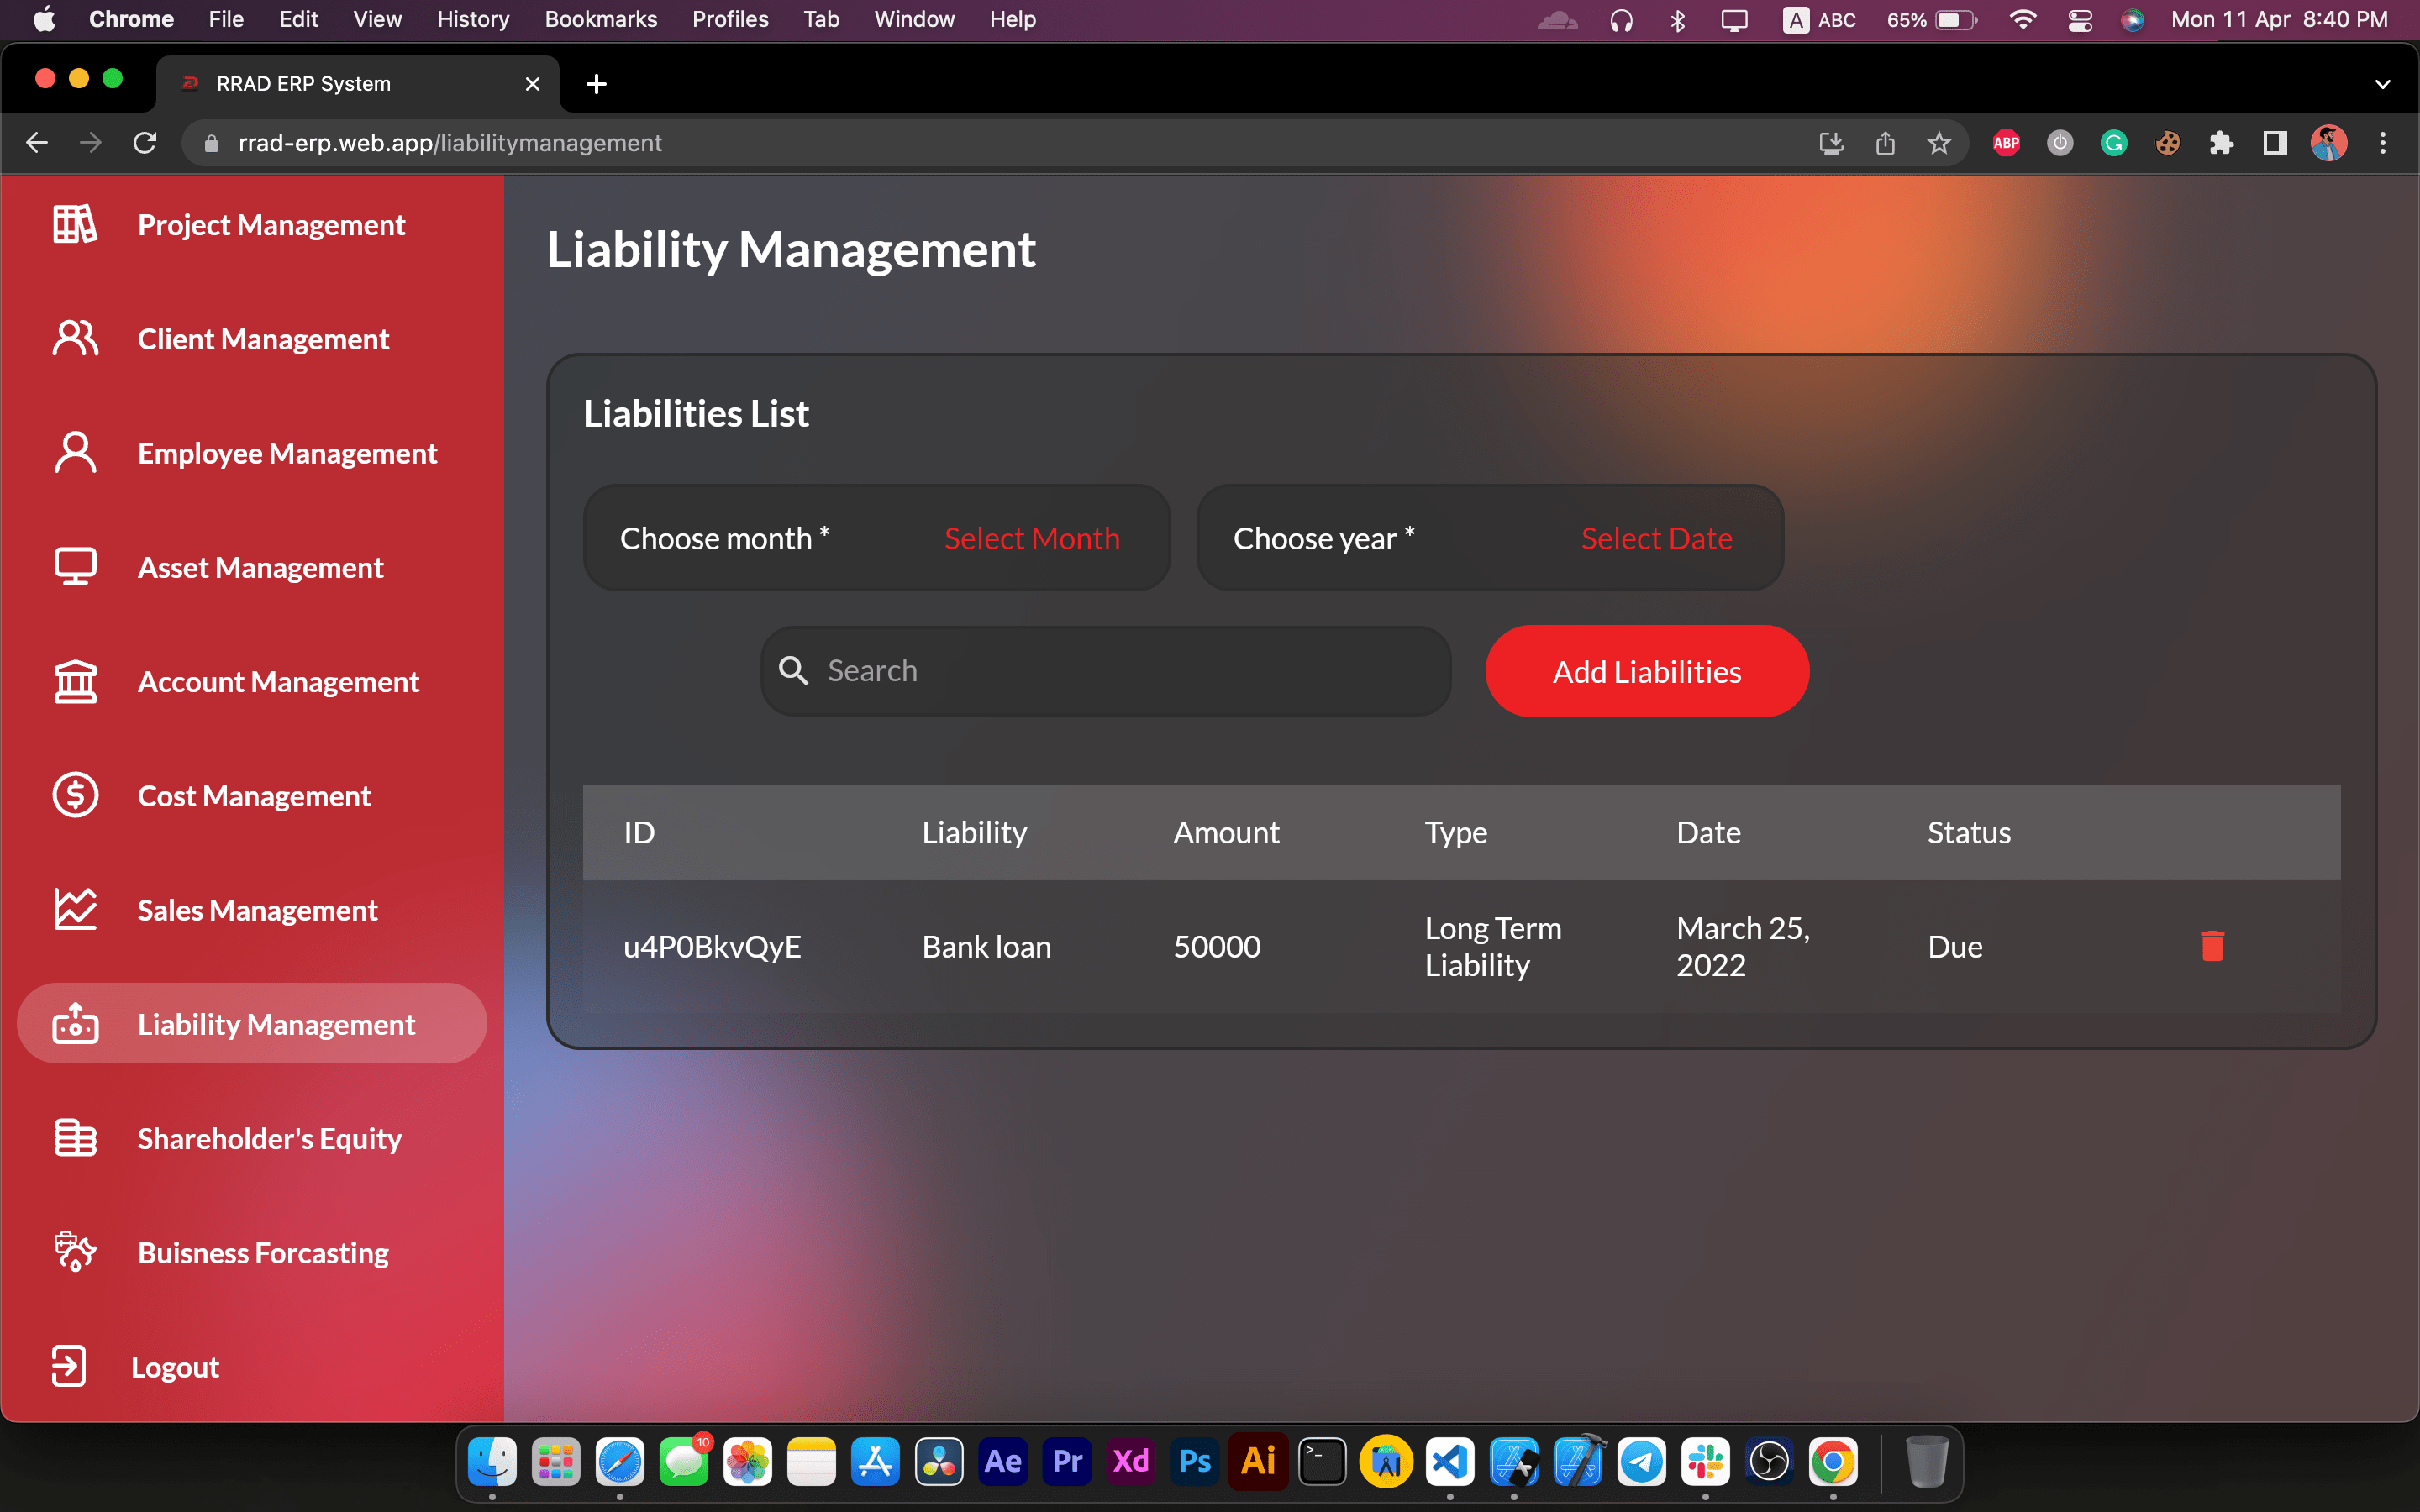 Chrome File Edit View History Bookmarks Profiles Tab Window Help A ABC 65% Mon 11 Apr 8:40 PM
RRAD ERP System
rrad-erp.web.app/liabilitymanagement ABP
Project Management
Client Management
Employee Management
Asset Management
Account Management
Cost Management
Sales Management
Liability Management
Shareholder's Equity
Buisness Forcasting
Logout
Liability Management
Liabilities List
Choose month * Select Month Choose year * Select Date
Search Add Liabilities
ID Liability Amount Type Date Status
u4P0BkvQyE Bank loan 50000 Long Term March 25, Due
Liability 2022
10
Ae Pr Xd Ps Ai >_